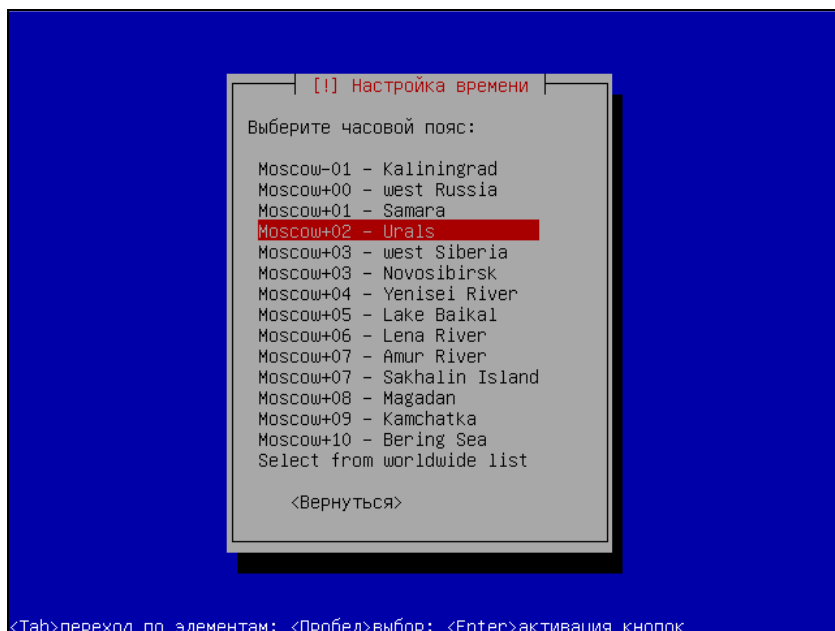 [!] Настройка времени
Выберите часовой пояс:
Moscow-01 - Kaliningrad
Moscow+00 - west Russia
Moscow+01 - Samara
Moscow+02 - Urals
Moscow+03 - west Siberia
Moscow+03 - Novosibirsk
Moscow+04 - Yenisei River
Moscow+05 - Lake Baikal
Moscow+06 - Lena River
Moscow+07 - Amur River
Moscow+07 - Sakhalin Island
Moscow+08 - Magadan
Moscow+09 - Kamchatka
Moscow+10 - Bering Sea
Select from worldwide list
<Вернуться>
<Tab>переход по элементам; <Пробел>выбор; <Enter>активация кнопок